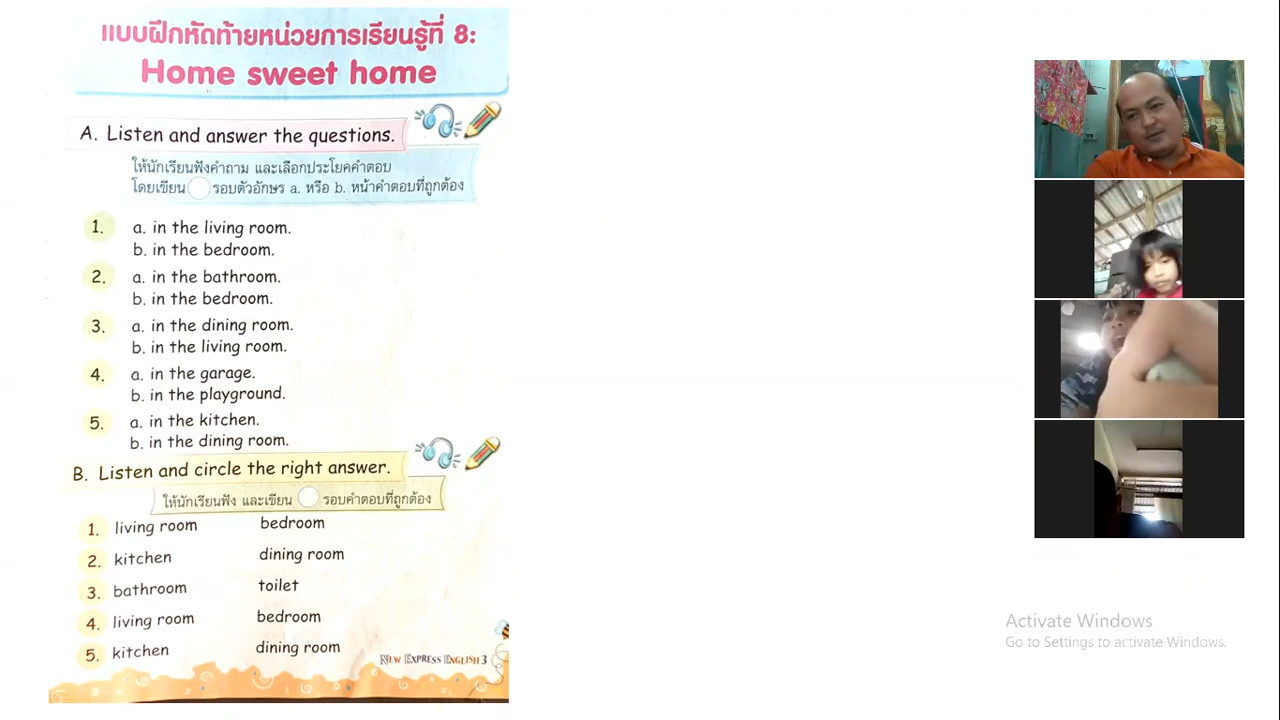 แบบฝึกหัดท้ายหน่วยการเรียนรู้ที่ 8:
Home sweet home
A. Listen and answer the questions.
ให้นักเรียนฟังคำถาม และเลือกประโยคคำตอบ
โดยเขียน รอบตัวอักษร a. หรือ b. หน้าคำตอบที่ถูกต้อง
1. a. in the living room.
b. in the bedroom.
2. a. in the bathroom.
b. in the bedroom.
3. a. in the dining room.
b. in the living room.
4. a. in the garage.
b. in the playground.
5. a. in the kitchen.
b. in the dining room.
B. Listen and circle the right answer.
ให้นักเรียนฟัง และเขียน รอบคำตอบที่ถูกต้อง
1. living room bedroom
2. kitchen dining room
3. bathroom toilet
4. living room bedroom
5. kitchen dining room
NEW EXPRESS ENGLISH 3
Activate Windows
Go to Settings to activate Windows.